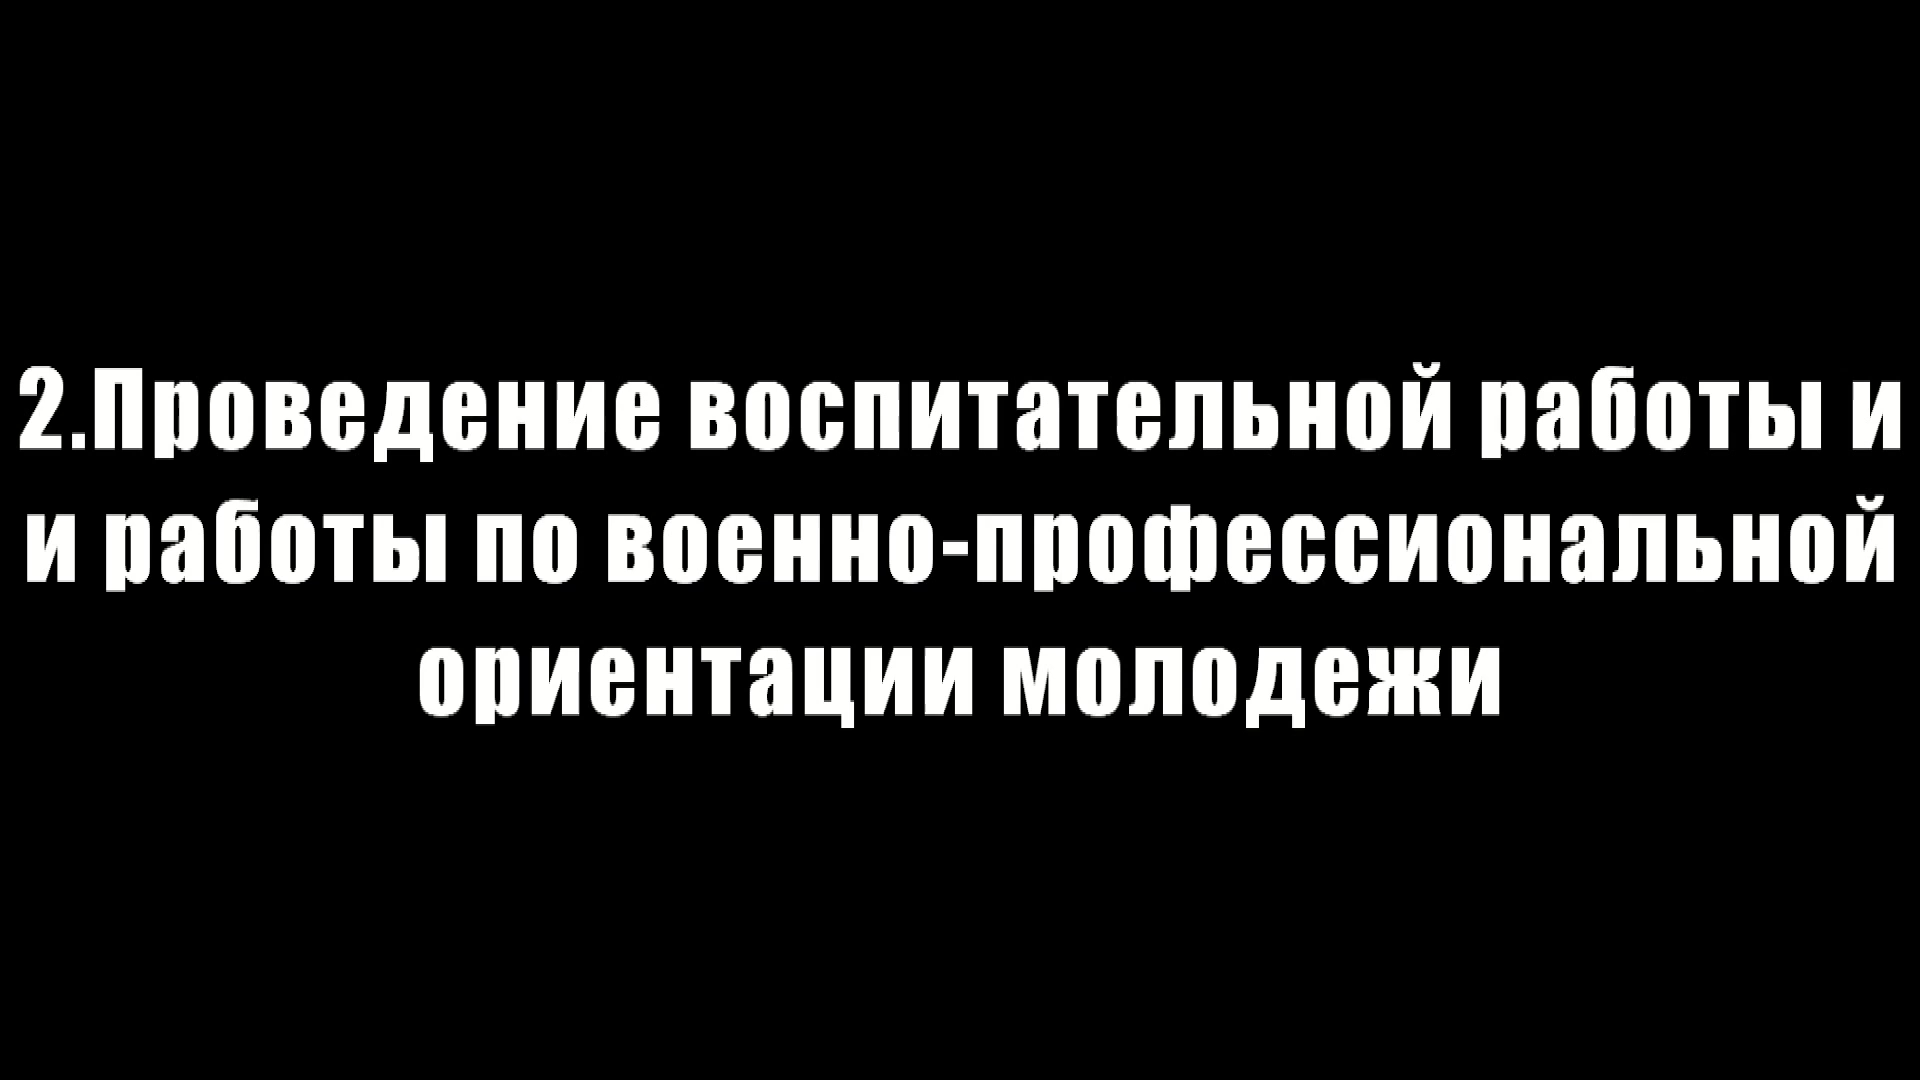 2.Проведение воспитательной работы и
и работы по военно-профессиональной
ориентации молодежи